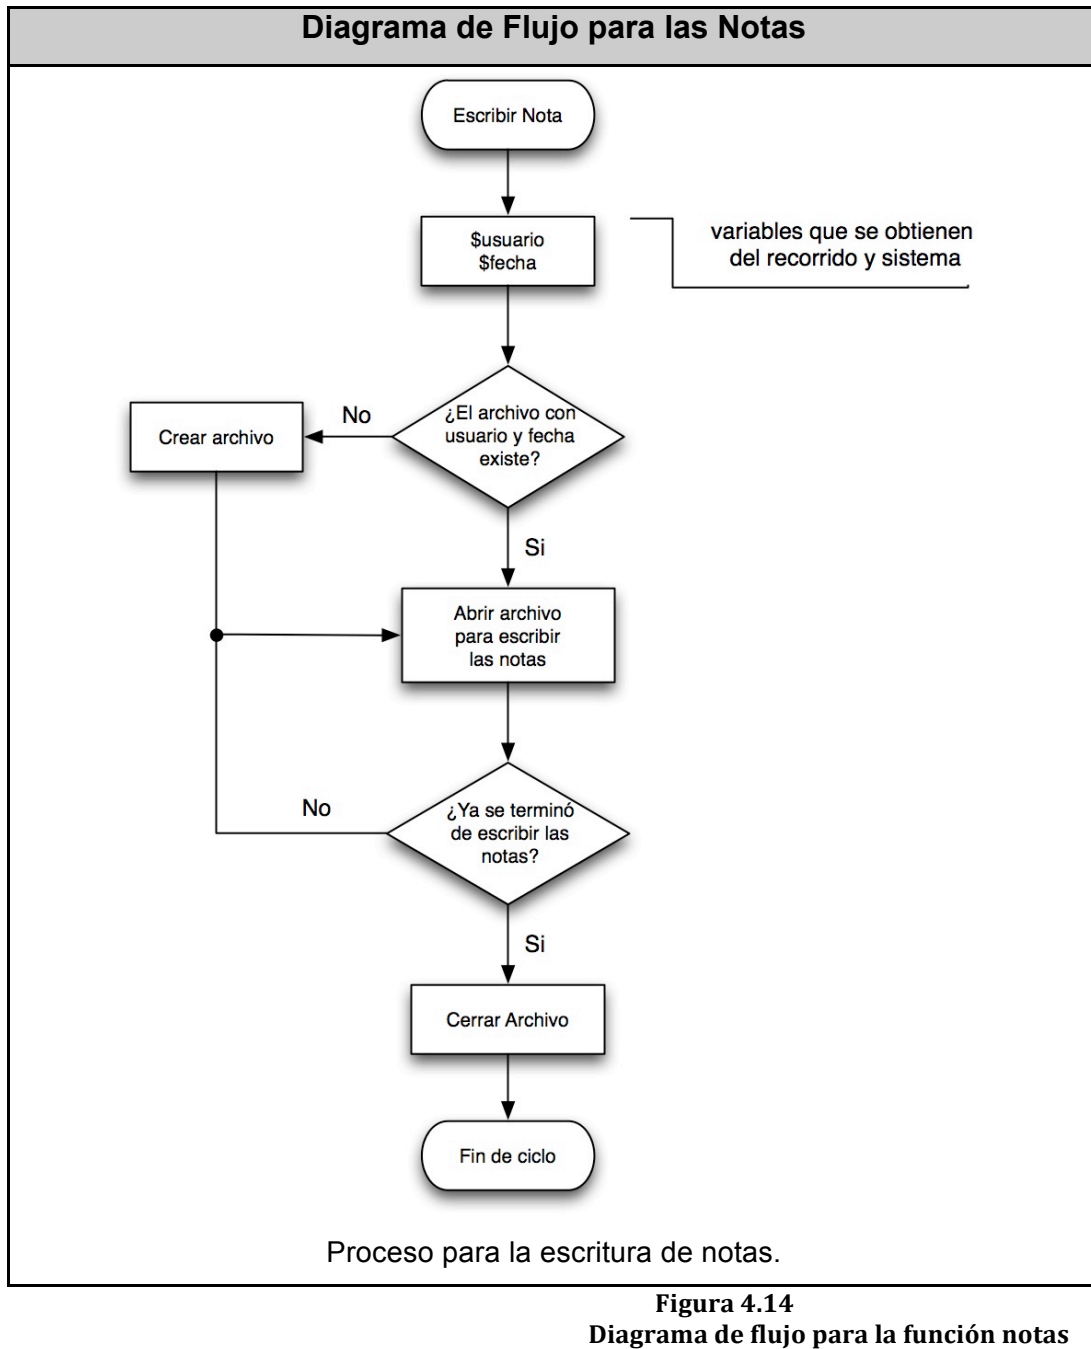 Diagrama de Flujo para las Notas
Escribir Nota
$usuario
$fecha
variables que se obtienen
del recorrido y sistema
¿El archivo con
usuario y fecha
existe?
No
Crear archivo
Si
Abrir archivo
para escribir
las notas
¿Ya se terminó
de escribir las
notas?
No
Si
Cerrar Archivo
Fin de ciclo
Proceso para la escritura de notas.
Figura 4.14
Diagrama de flujo para la función notas